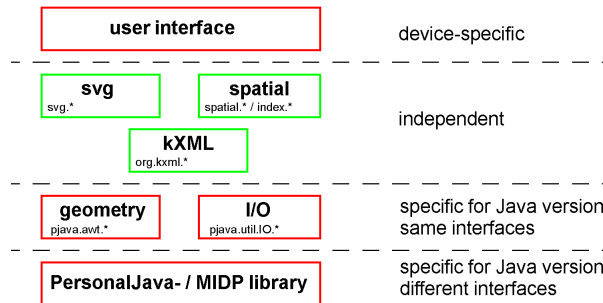 user interface
device-specific
svg
svg.*
spatial
spatial.* / index.*
kXML
org.kxml.*
independent
geometry
pjava.awt.*
I/O
pjava.util.IO.*
specific for Java version
same interfaces
PersonalJava- / MIDP library
specific for Java version
different interfaces